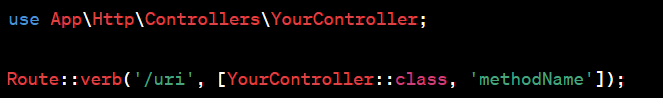 use App\Http\Controllers\YourController;
Route::verb('/uri', [YourController::class, 'methodName']);